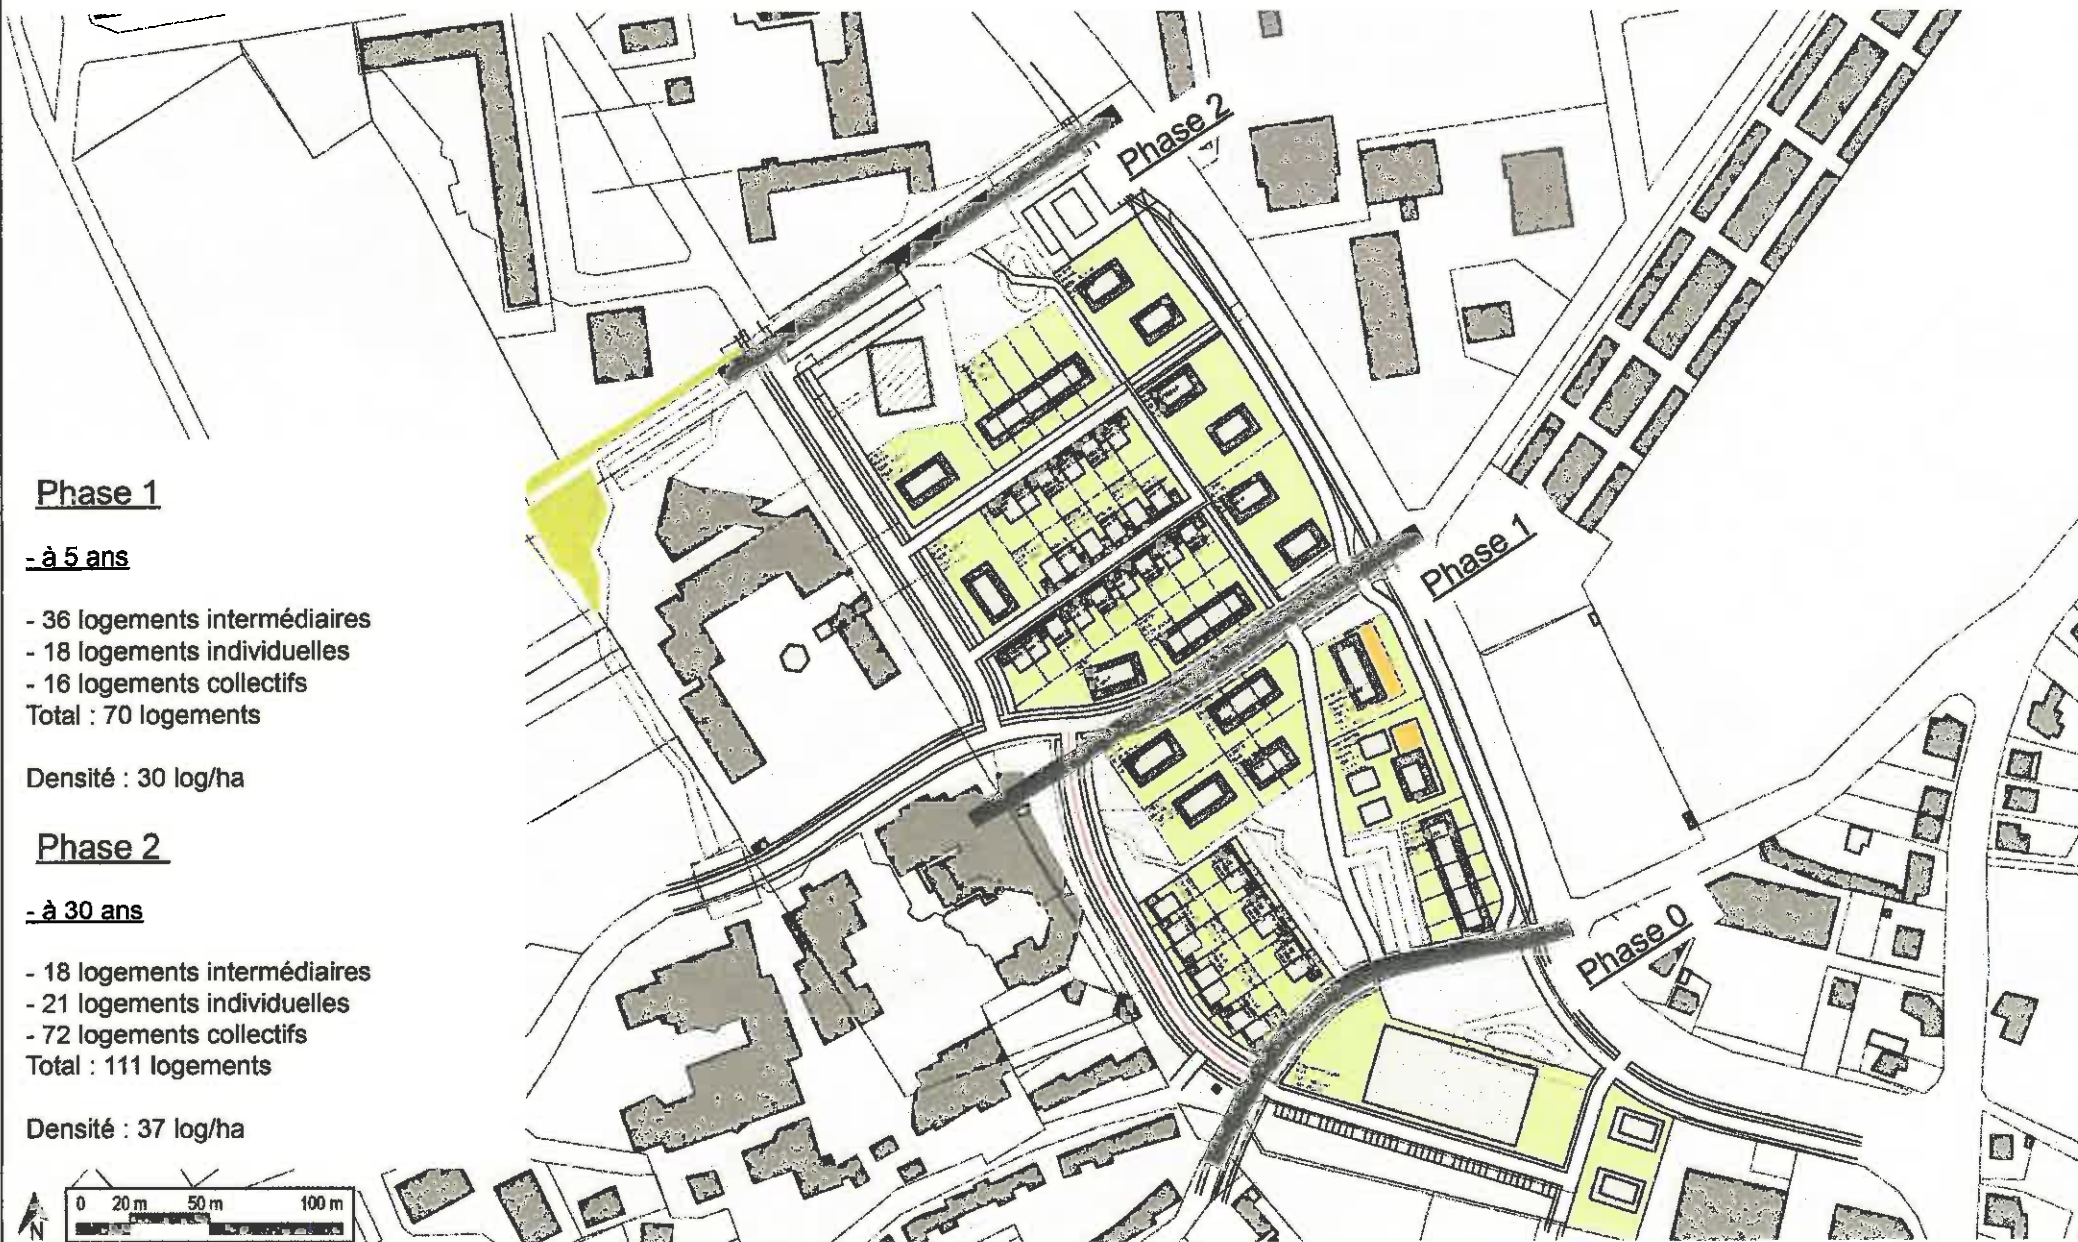 Phase 2
Phase 1
Phase 0
Phase 1
- à 5 ans
- 36 logements intermédiaires
- 18 logements individuelles
- 16 logements collectifs
Total : 70 logements
Densité : 30 log/ha
Phase 2
- à 30 ans
- 18 logements intermédiaires
- 21 logements individuelles
- 72 logements collectifs
Total : 111 logements
Densité : 37 log/ha
0 20 m 50 m 100 m
N